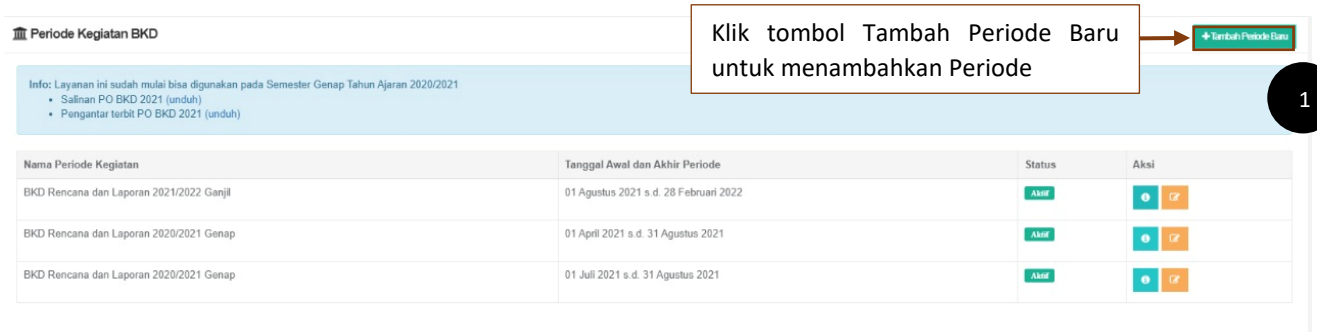 Periode Kegiatan BKD
Klik tombol Tambah Periode Baru
untuk menambahkan Periode
+Tambah Periode Baru
Info: Layanan ini sudah mulai bisa digunakan pada Semester Genap Tahun Ajaran 2020/2021
• Salinan PO BKD 2021 (unduh)
• Pengantar terbit PO BKD 2021 (unduh)
1
Nama Periode Kegiatan Tanggal Awal dan Akhir Periode Status Aksi
BKD Rencana dan Laporan 2021/2022 Ganjil 01 Agustus 2021 s.d. 28 Februari 2022 Aktif
BKD Rencana dan Laporan 2020/2021 Genap 01 April 2021 s.d. 31 Agustus 2021 Aktif
BKD Rencana dan Laporan 2020/2021 Genap 01 Juli 2021 s.d. 31 Agustus 2021 Aktif